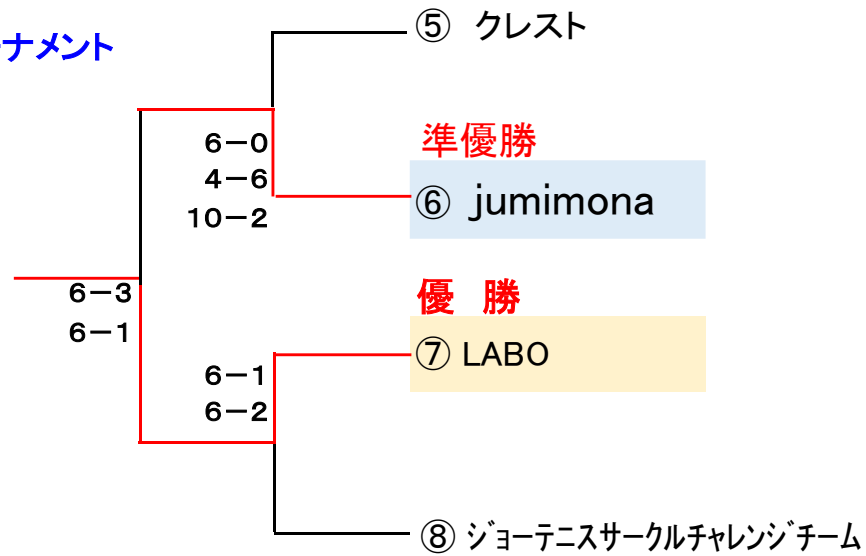 ⑤ クレスト
ーナメント
6－0
準優勝
4－6
⑥ jumimona
10－2
6－3
優 勝
6－1
⑦ LABO
6－1
6－2
⑧ ｼﾞｮｰﾃﾆｽｻｰｸﾙﾁｬﾚﾝｼﾞﾁｰﾑ